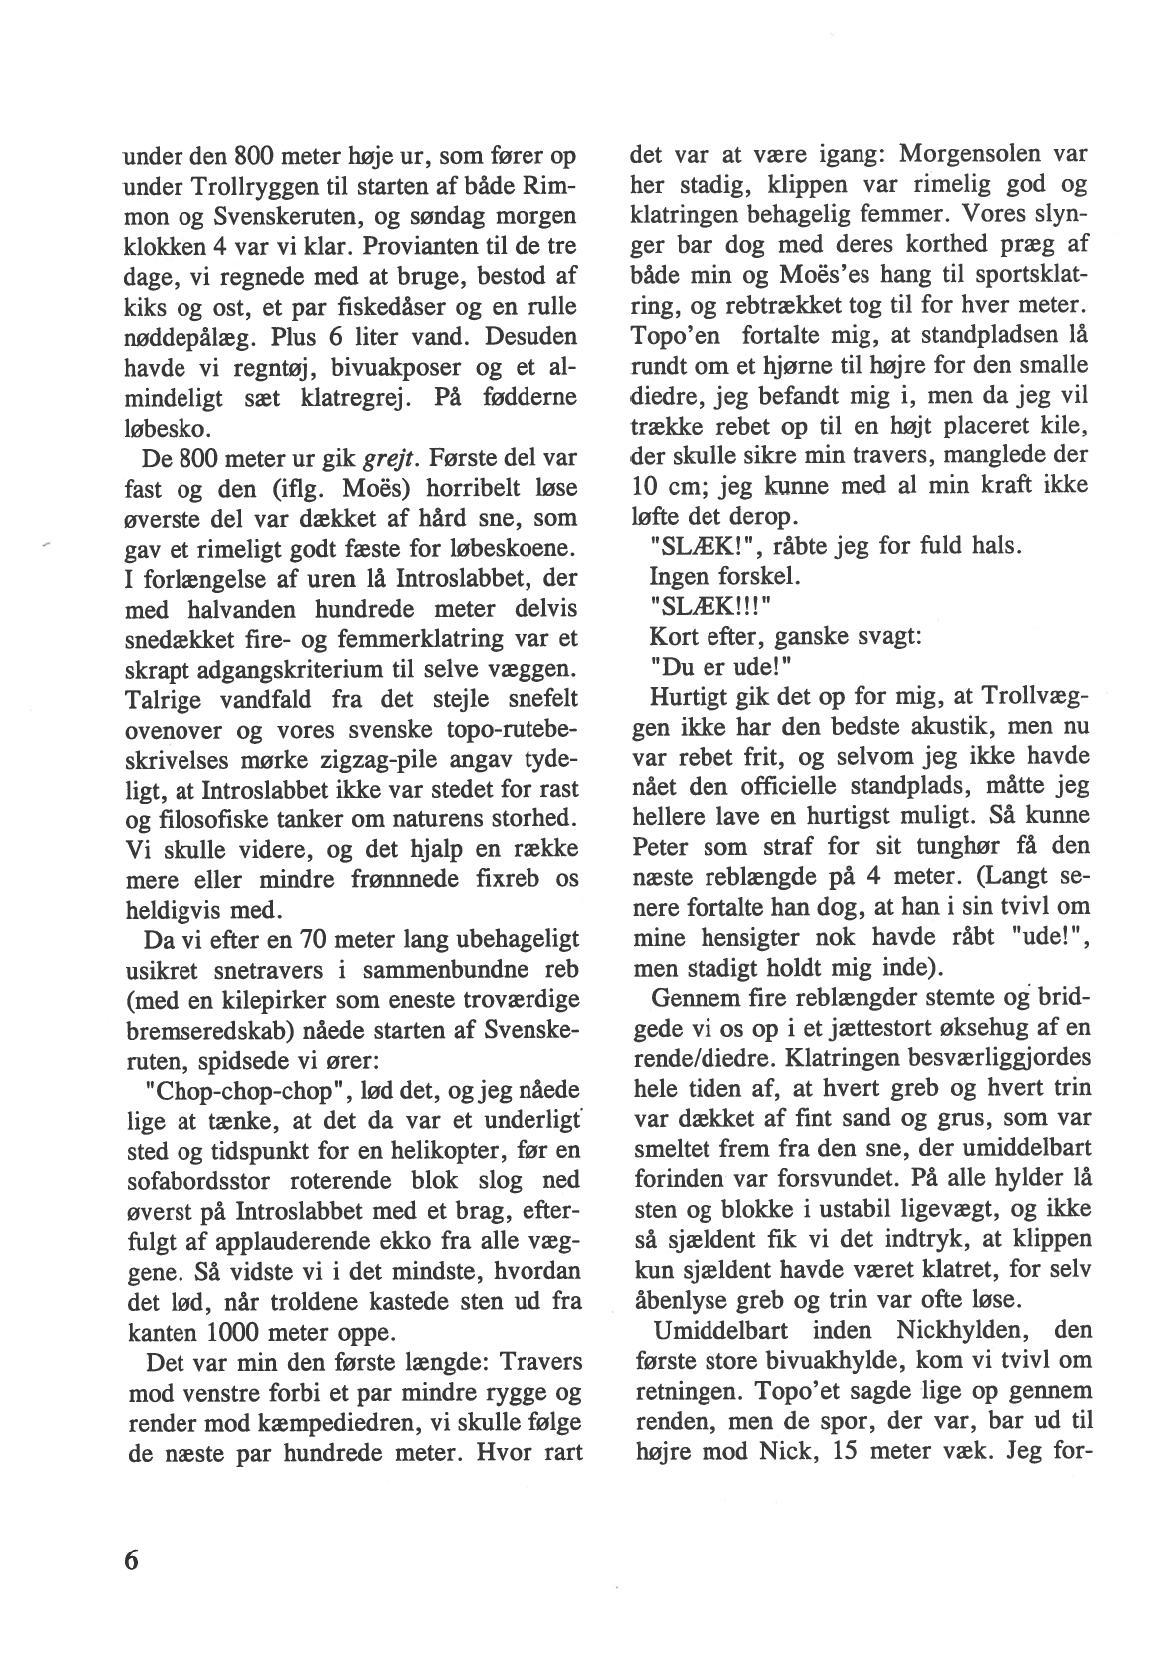 under den 800 meter høje ur, som fører op
under Trollryggen til starten af både Rim-
mon og Svenskeruten, og søndag morgen
klokken 4 var vi klar. Provianten til de tre
dage, vi regnede med at bruge, bestod af
kiks og ost, et par fiskedåser og en rulle
nøddepålæg. Plus 6 liter vand. Desuden
havde vi regntøj, bivuakposer og et al-
mindeligt sæt klatregrej. På fødderne
løbesko.
De 800 meter ur gik grejt. Første del var
fast og den (iflg. Moës) horribelt løse
øverste del var dækket af hård sne, som
gav et rimeligt godt fæste for løbeskoene.
I forlængelse af uren lå Introslabbet, der
med halvanden hundrede meter delvis
snedækket fire- og femmerklatring var et
skrapt adgangskriterium til selve væggen.
Talrige vandfald fra det stejle snefelt
ovenover og vores svenske topo-rutebe-
skrivelses mørke zigzag-pile angav tyde-
ligt, at Introslabbet ikke var stedet for rast
og filosofiske tanker om naturens storhed.
Vi skulle videre, og det hjalp en række
mere eller mindre frønnnede fixreb os
heldigvis med.
Da vi efter en 70 meter lang ubehageligt
usikret snetravers i sammenbundne reb
(med en kilepirker som eneste troværdige
bremseredskab) nåede starten af Svenske-
ruten, spidsede vi ører:
"Chop-chop-chop", lød det, og jeg nåede
lige at tænke, at det da var et underligt
sted og tidspunkt for en helikopter, før en
sofabordsstor roterende blok slog ned
øverst på Introslabbet med et brag, efter-
fulgt af applauderende ekko fra alle væg-
gene. Så vidste vi i det mindste, hvordan
det lød, når troldene kastede sten ud fra
kanten 1000 meter oppe.
Det var min den første længde: Travers
mod venstre forbi et par mindre rygge og
render mod kæmpediedren, vi skulle følge
de næste par hundrede meter. Hvor rart
det var at være igang: Morgensolen var
her stadig, klippen var rimelig god og
klatringen behagelig femmer. Vores slyn-
ger bar dog med deres korthed præg af
både min og Moës'es hang til sportsklat-
ring, og rebtrækket tog til for hver meter.
Topo'en fortalte mig, at standpladsen lå
rundt om et hjørne til højre for den smalle
diedre, jeg befandt mig i, men da jeg vil
trække rebet op til en højt placeret kile,
der skulle sikre min travers, manglede der
10 cm; jeg kunne med al min kraft ikke
løfte det derop.
"SLÆK!", råbte jeg for fuld hals.
Ingen forskel.
"SLÆK!!!"
Kort efter, ganske svagt:
"Du er ude!"
Hurtigt gik det op for mig, at Trollvæg-
gen ikke har den bedste akustik, men nu
var rebet frit, og selvom jeg ikke havde
nået den officielle standplads, måtte jeg
hellere lave en hurtigst muligt. Så kunne
Peter som straf for sit tunghør få den
næste reblængde på 4 meter. (Langt se-
nere fortalte han dog, at han i sin tvivl om
mine hensigter nok havde råbt "ude!",
men stadigt holdt mig inde).
Gennem fire reblængder stemte og brid-
gede vi os op i et jættestort øksehug af en
rende/diedre. Klatringen besværliggjordes
hele tiden af, at hvert greb og hvert trin
var dækket af fint sand og grus, som var
smeltet frem fra den sne, der umiddelbart
forinden var forsvundet. På alle hylder lå
sten og blokke i ustabil ligevægt, og ikke
så sjældent fik vi det indtryk, at klippen
kun sjældent havde været klatret, for selv
åbenlyse greb og trin var ofte løse.
Umiddelbart inden Nickhylden, den
første store bivuakhylde, kom vi tvivl om
retningen. Topo'et sagde lige op gennem
renden, men de spor, der var, bar ud til
højre mod Nick, 15 meter væk. Jeg for-
6